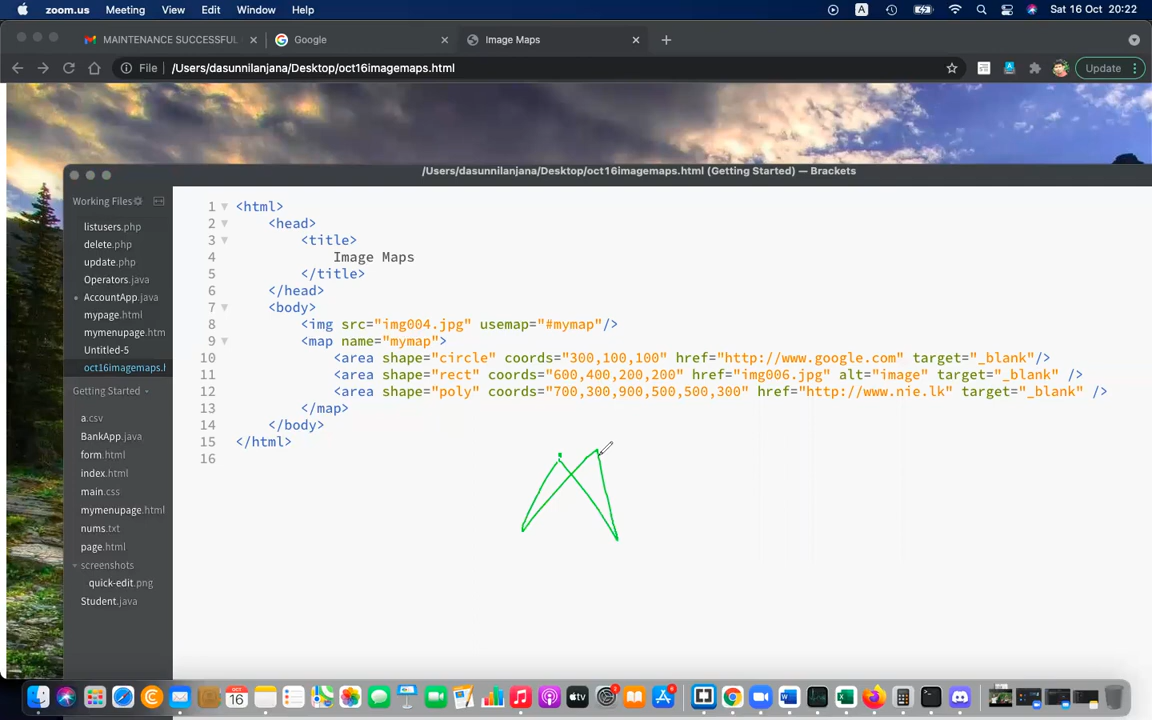 zoom.us Meeting View Edit Window Help A Sat 16 Oct 20:22
MAINTENANCE SUCCESSFUL Google Image Maps
File /Users/dasunnilanjana/Desktop/oct16imagemaps.html Update
/Users/dasunnilanjana/Desktop/oct16imagemaps.html (Getting Started) — Brackets
Working Files
listusers.php
delete.php
update.php
Operators.java
AccountApp.java
mypage.html
mymenupage.htm
Untitled-5
oct16imagemaps.l
Getting Started
a.csv
BankApp.java
form.html
index.html
main.css
mymenupage.html
nums.txt
page.html
screenshots
quick-edit.png
Student.java
1 <html>
2 <head>
3 <title>
4 Image Maps
5 </title>
6 </head>
7 <body>
8 <img src="img004.jpg" usemap="#mymap"/>
9 <map name="mymap">
10 <area shape="circle" coords="300,100,100" href="http://www.google.com" target="_blank"/>
11 <area shape="rect" coords="600,400,200,200" href="img006.jpg" alt="image" target="_blank" />
12 <area shape="poly" coords="700,300,900,500,500,300" href="http://www.nie.lk" target="_blank" />
13 </map>
14 </body>
15 </html>
16
OCT
16
tv